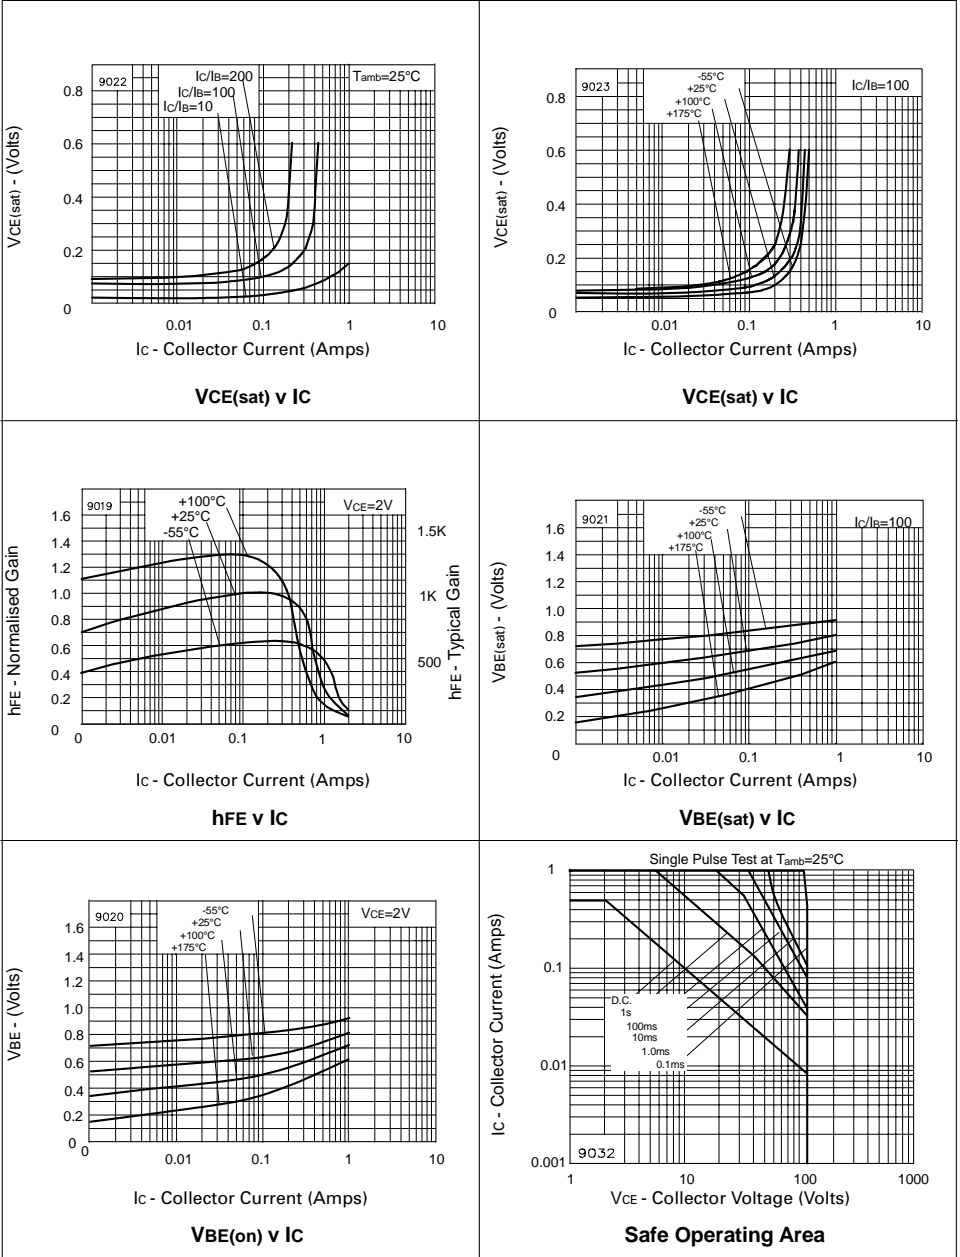 9022
IC/IB=200
Tamb=25°C
IC/IB=100
IC/IB=10
0.8
0.6
0.4
0.2
0
0.01
0.1
1
10
VCE(sat) - (Volts)
IC - Collector Current (Amps)
VCE(sat) v IC
9023
-55°C
+25°C
+100°C
+175°C
IC/IB=100
0.8
0.6
0.4
0.2
0
0.01
0.1
1
10
VCE(sat) - (Volts)
IC - Collector Current (Amps)
VCE(sat) v IC
9019
+100°C
+25°C
-55°C
VCE=2V
1.6
1.4
1.2
1.0
0.8
0.6
0.4
0.2
0
1.5K
1K
500
0
0.01
0.1
1
10
hFE - Normalised Gain
hFE - Typical Gain
IC - Collector Current (Amps)
hFE v IC
9021
-55°C
+25°C
+100°C
+175°C
IC/IB=100
1.6
1.4
1.2
1.0
0.8
0.6
0.4
0.2
0
0.01
0.1
1
10
VBE(sat) - (Volts)
IC - Collector Current (Amps)
VBE(sat) v IC
9020
-55°C
+25°C
+100°C
+175°C
VCE=2V
1.6
1.4
1.2
1.0
0.8
0.6
0.4
0.2
0
0
0.01
0.1
1
10
VBE - (Volts)
IC - Collector Current (Amps)
VBE(on) v IC
Single Pulse Test at Tamb=25°C
1
0.1
0.01
0.001
D.C.
1s
100ms
10ms
1.0ms
0.1ms
9032
1
10
100
1000
IC - Collector Current (Amps)
VCE - Collector Voltage (Volts)
Safe Operating Area